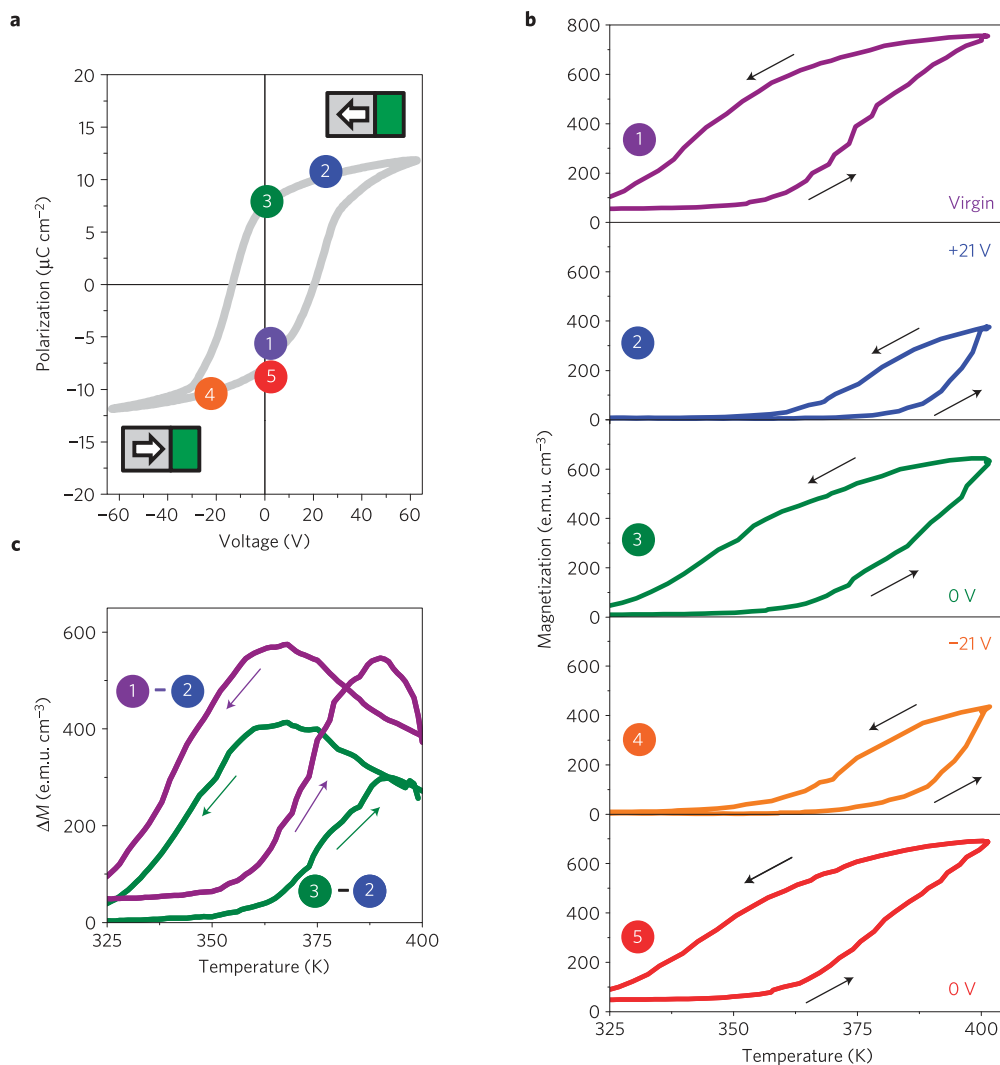 a
20
15
10
5
0
−5
−10
−15
−20
Polarization (μC cm⁻²)
2
3
1
5
4
−60 −40 −20 0 20 40 60
Voltage (V)
b
800
600
400
200
0
1
Virgin
600
400
200
0
+21 V
2
600
400
200
0
3
0 V
600
400
200
0
−21 V
4
600
400
200
0
5
0 V
325 350 375 400
Temperature (K)
Magnetization (e.m.u. cm⁻³)
c
600
400
200
0
ΔM (e.m.u. cm⁻³)
1 − 2
3 − 2
325 350 375 400
Temperature (K)